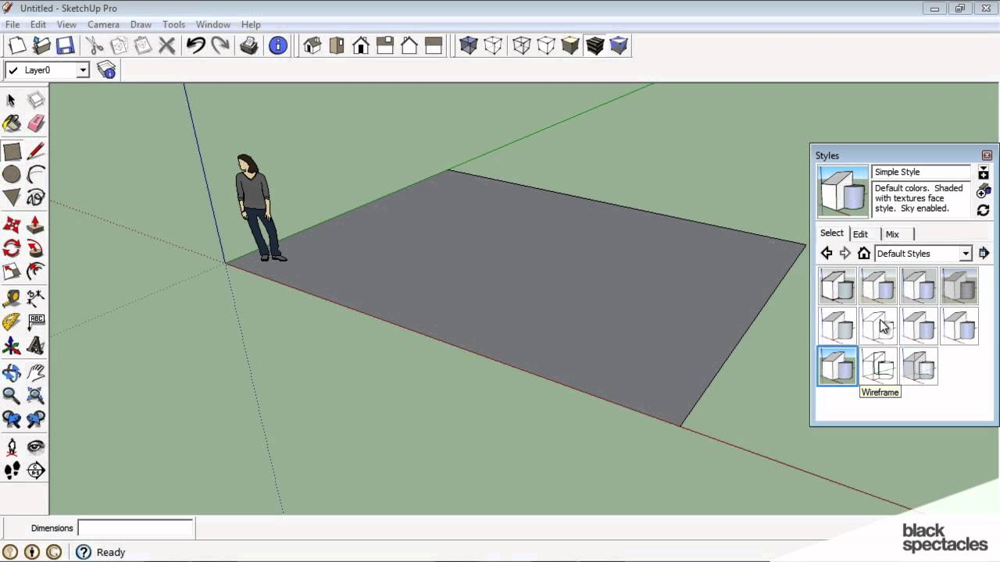 Untitled - SketchUp Pro
File Edit View Camera Draw Tools Window Help
Layer0
Styles
Simple Style
Default colors. Shaded
with textures face
style. Sky enabled.
Select Edit Mix
Default Styles
Wireframe
ABC
Dimensions
Ready
black
spectacles